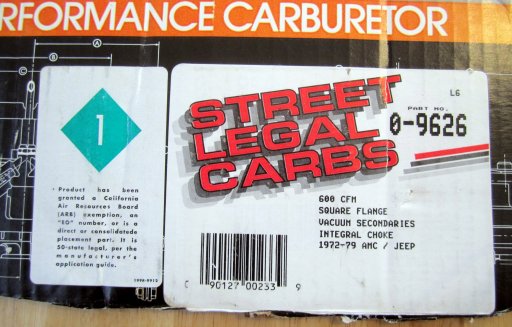 RFORMANCE CARBURETOR
A
B
C
1
· Product has been
granted a California
Air Resources Board
(ARB) exemption, an
"EO" number, or is a
direct or consolidatedo
placement part. It is
50-state legal, per the
manufacturer's
application guide.
STREET
LEGAL
CARBS
L6
PART NO.
0-9626
600 CFM
SQUARE FLANGE
VACUUM SECONDARIES
INTEGRAL CHOKE
1972-79 AMC / JEEP
0 90127 00233 9